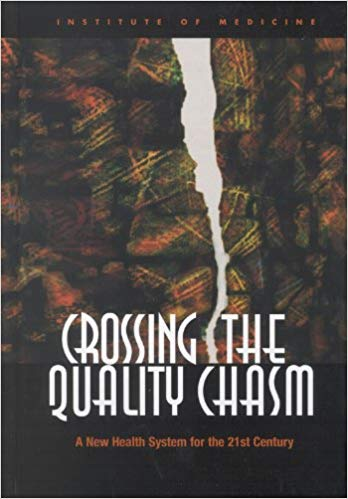 INSTITUTE OF MEDICINE
CROSSING THE
QUALITY CHASM
A New Health System for the 21st Century